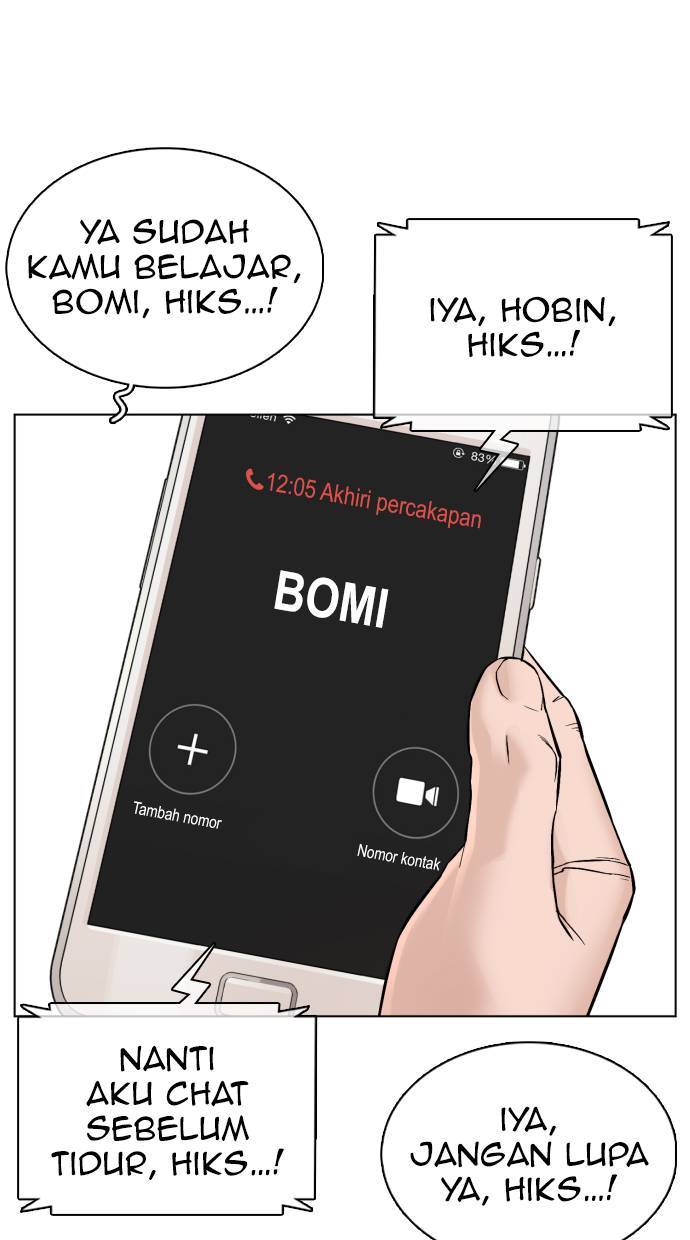 YA SUDAH
KAMU BELAJAR,
BOMI, HIKS...!
IYA, HOBIN,
HIKS...!
83%
12:05 Akhiri percakapan
BOMI
Tambah nomor
Nomor kontak
NANTI
AKU CHAT
SEBELUM
TIDUR, HIKS...!
IYA,
JANGAN LUPA
YA, HIKS...!